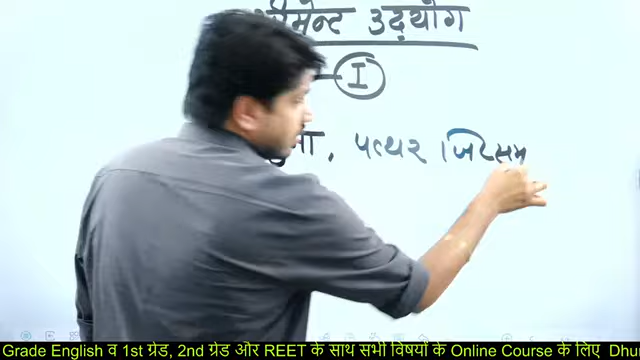 उद्योग
I
, पत्थर जिप्सम
Grade English व 1st ग्रेड, 2nd ग्रेड और REET के साथ सभी विषयों के Online Course के लिए Dhu